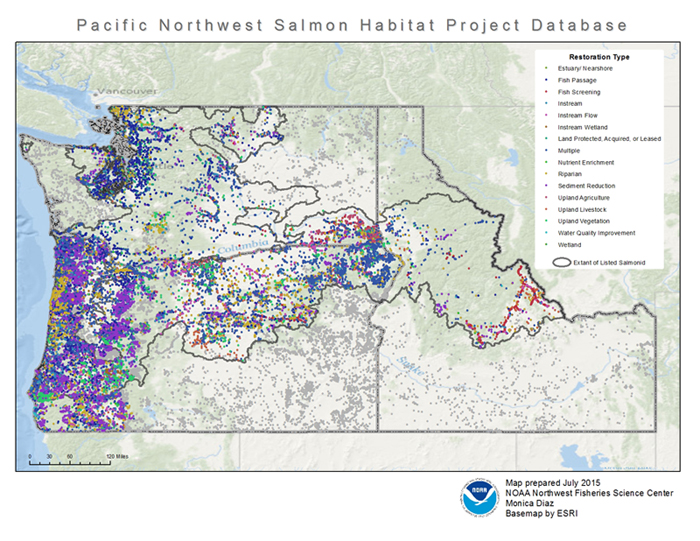 Pacific Northwest Salmon Habitat Project Database
Vancouver
Restoration Type
Estuary/ Nearshore
Fish Passage
Fish Screening
Instream
Instream Flow
Instream Wetland
Land Protected, Acquired, or Leased
Multiple
Nutrient Enrichment
Riparian
Sediment Reduction
Upland Agriculture
Upland Livestock
Upland Vegetation
Water Quality Improvement
Wetland
Extent of Listed Salmonid
Columbia
Snake
0 30 60 120 Miles
NOAA
Map prepared July 2015
NOAA Northwest Fisheries Science Center
Monica Diaz
Basemap by ESRI